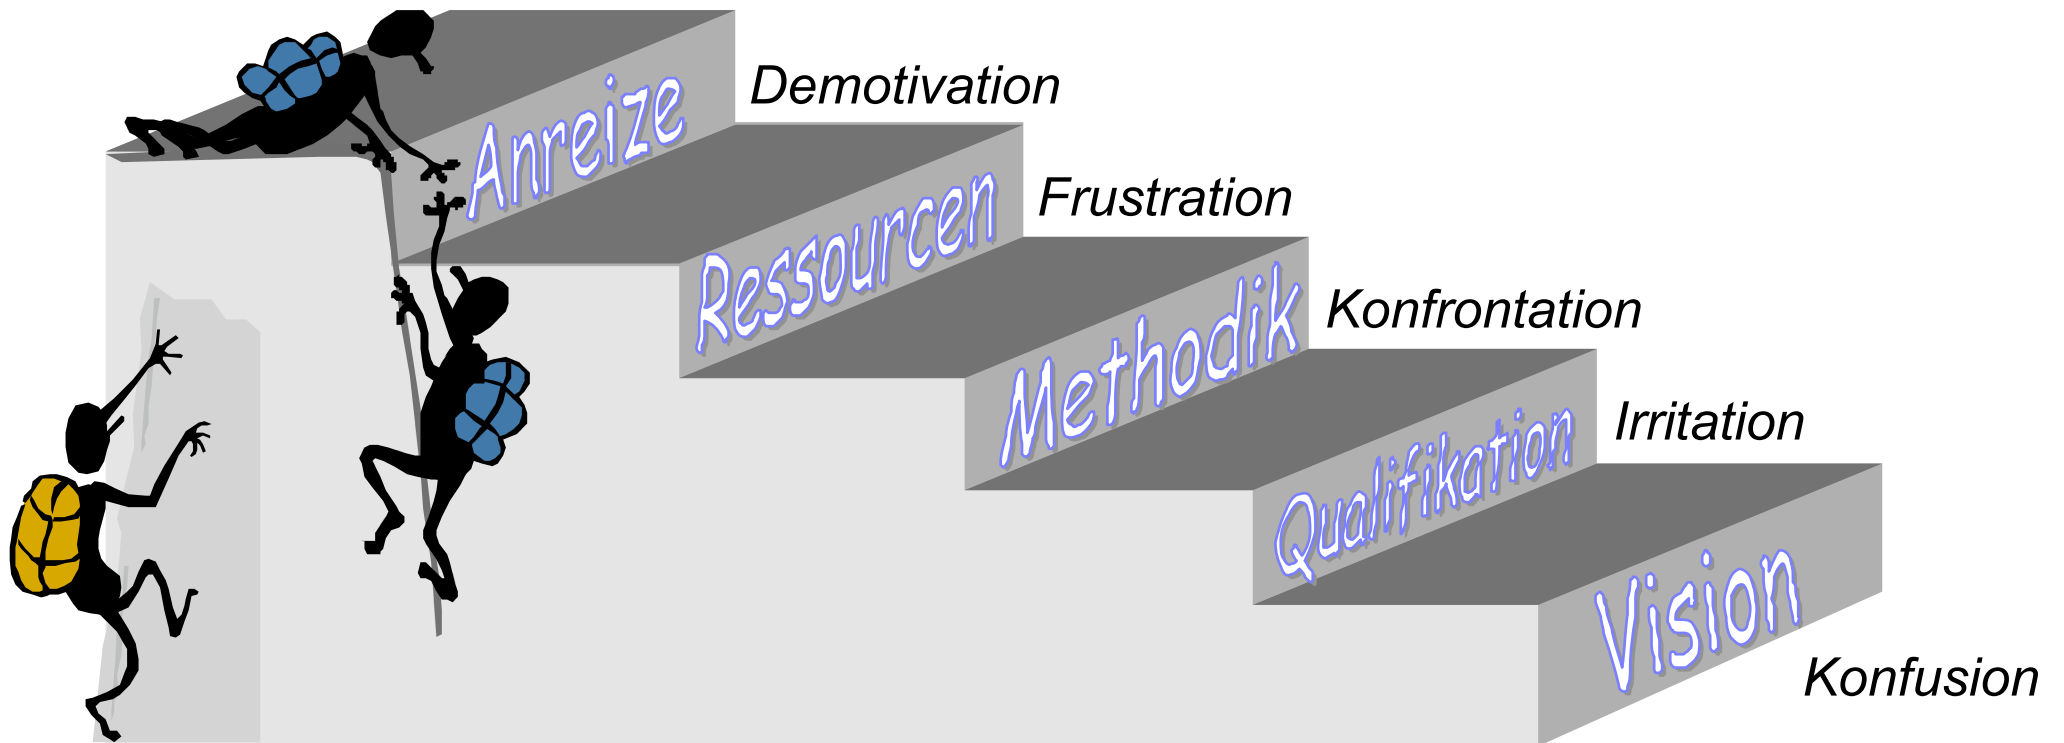 Anreize
Demotivation
Ressourcen
Frustration
Methodik
Konfrontation
Qualifikation
Irritation
Vision
Konfusion